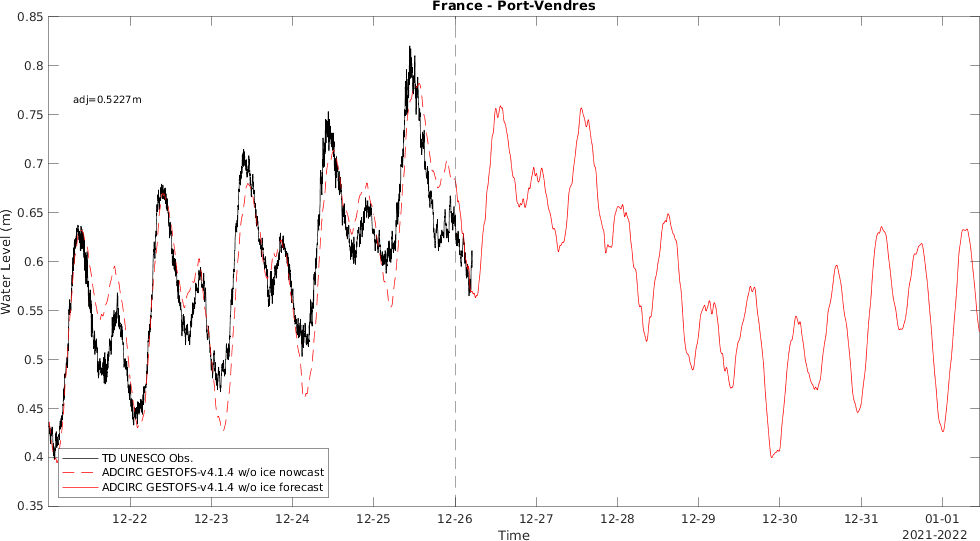 France - Port-Vendres
0.85
0.8
0.75
0.7
0.65
0.6
0.55
0.5
0.45
0.4
0.35
Water Level (m)
adj=0.5227m
TD UNESCO Obs.
ADCIRC GESTOFS-v4.1.4 w/o ice nowcast
ADCIRC GESTOFS-v4.1.4 w/o ice forecast
12-22 12-23 12-24 12-25 12-26 12-27 12-28 12-29 12-30 12-31 01-01
Time
2021-2022